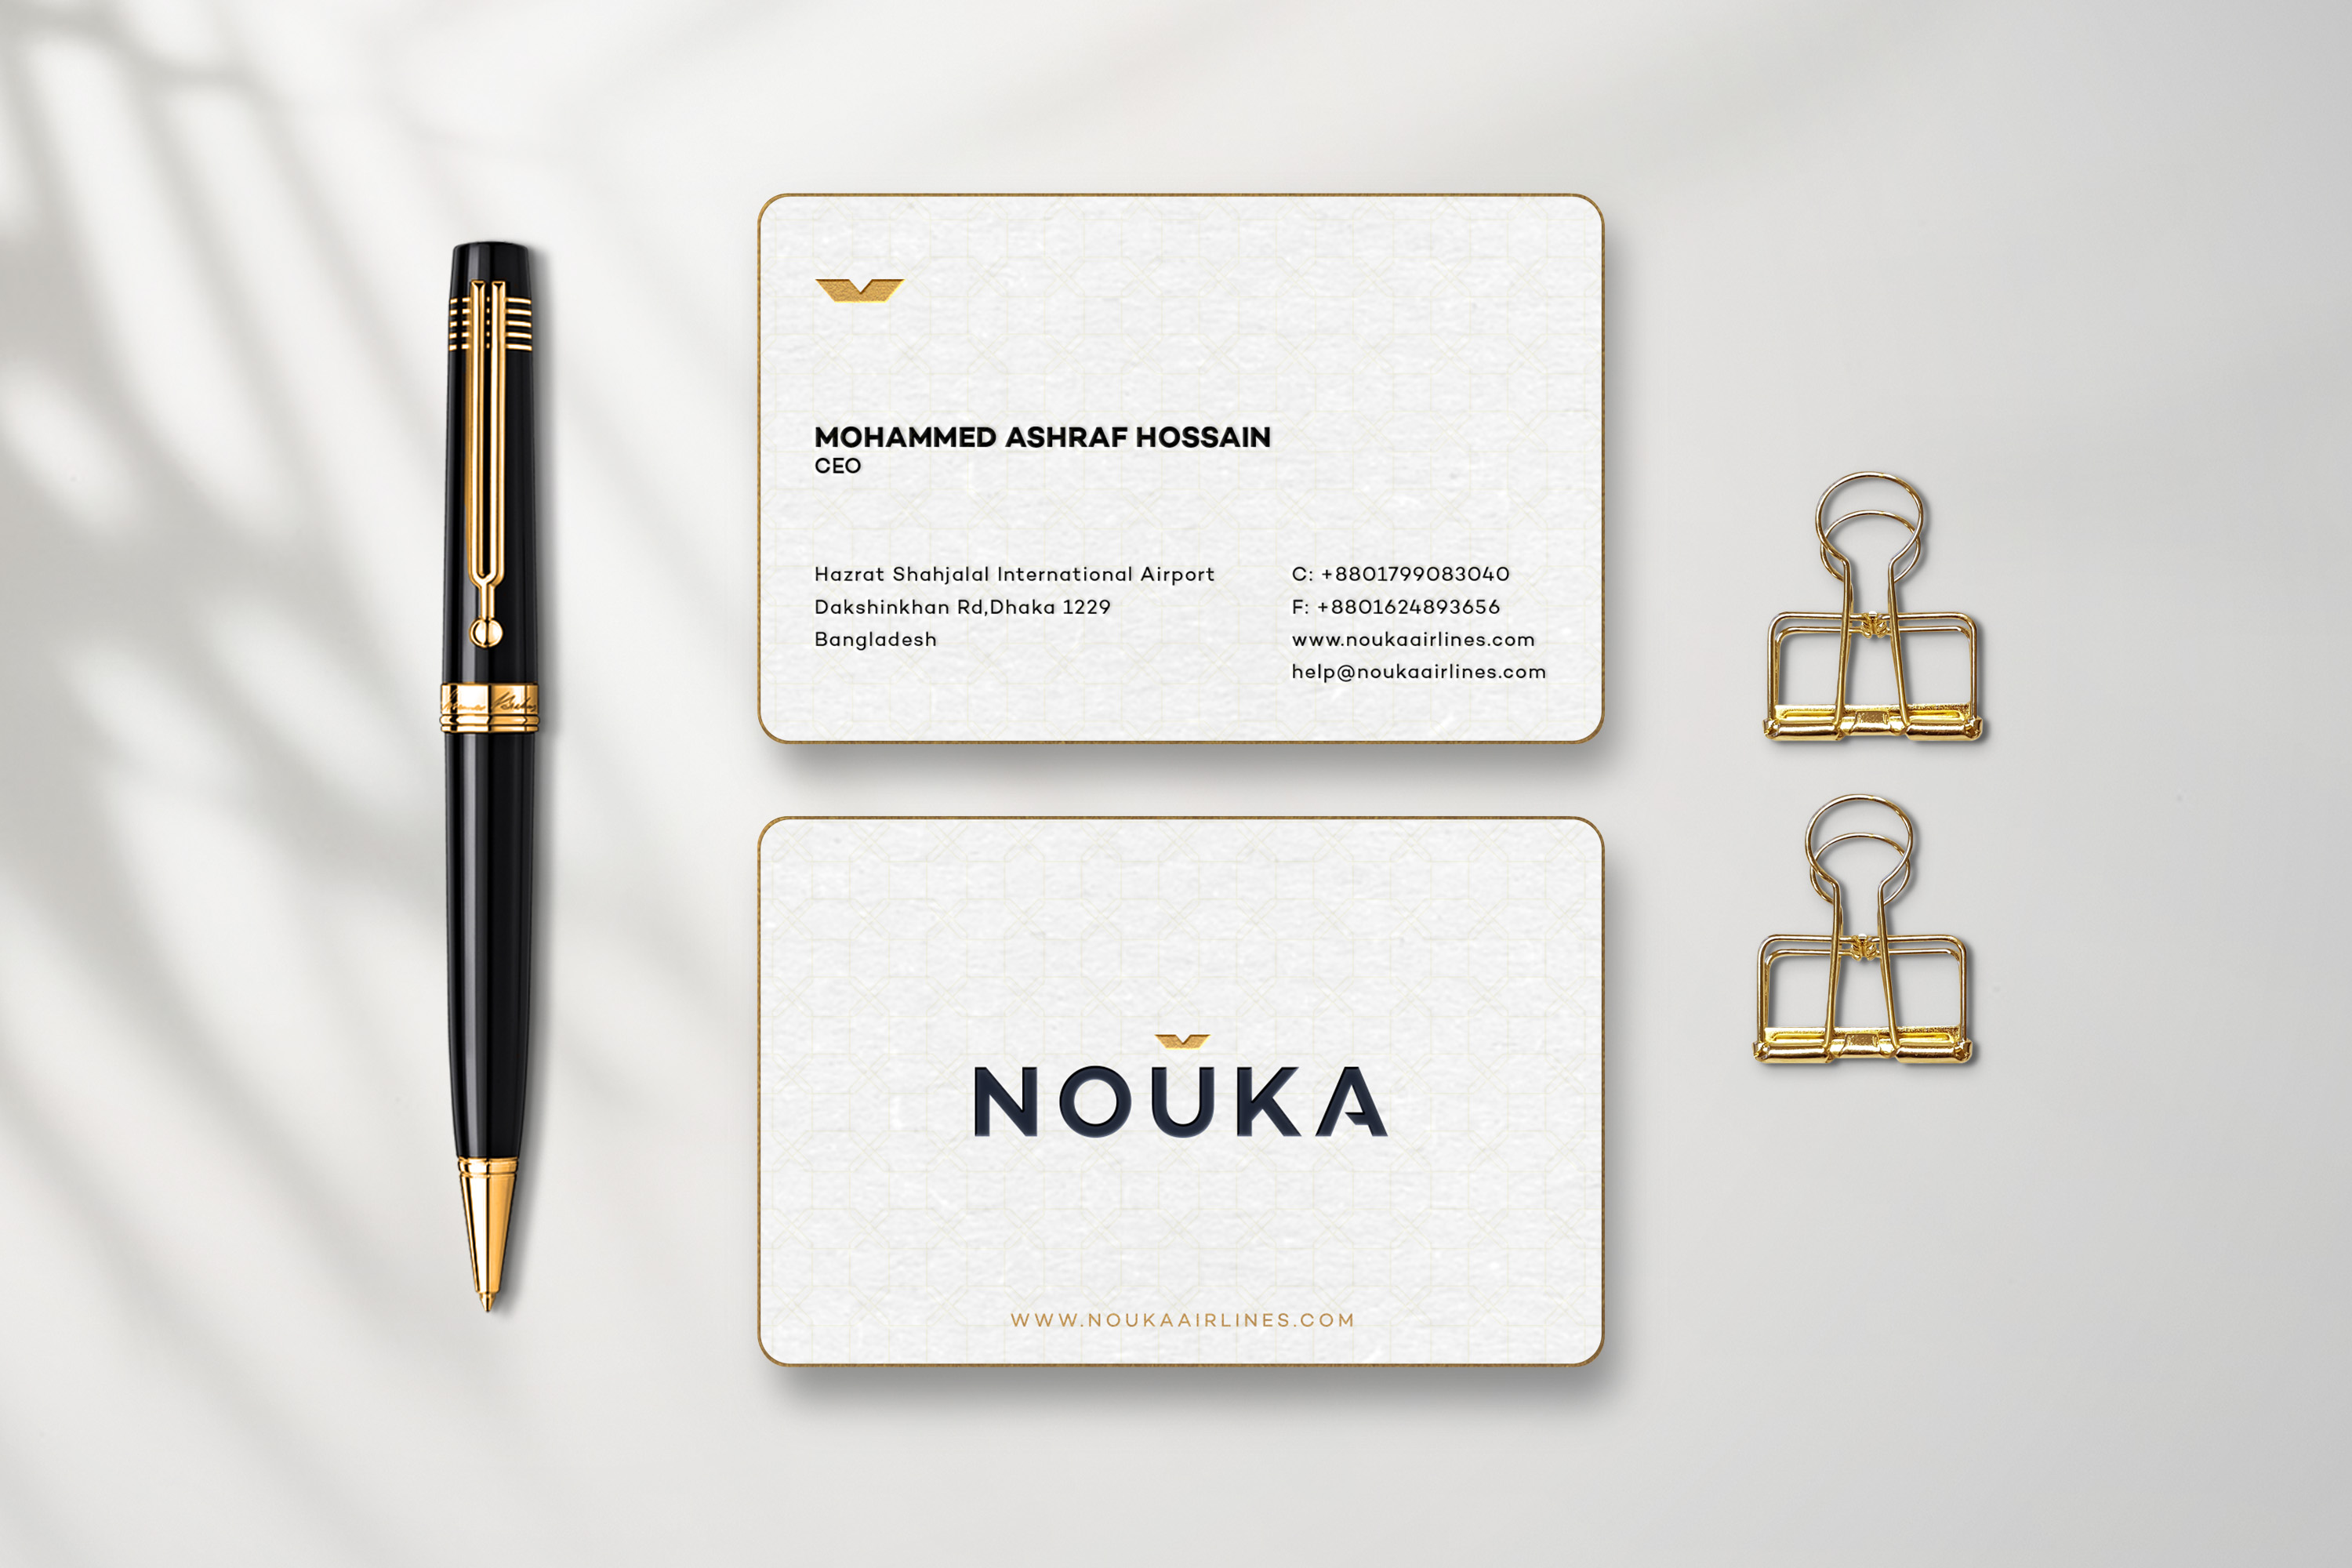 MOHAMMED ASHRAF HOSSAIN
CEO
Hazrat Shahjalal International Airport
Dakshinkhan Rd,Dhaka 1229
Bangladesh
C: +8801799083040
F: +8801624893656
www.noukaairlines.com
help@noukaairlines.com
NOUKA
WWW.NOUKAAIRLINES.COM